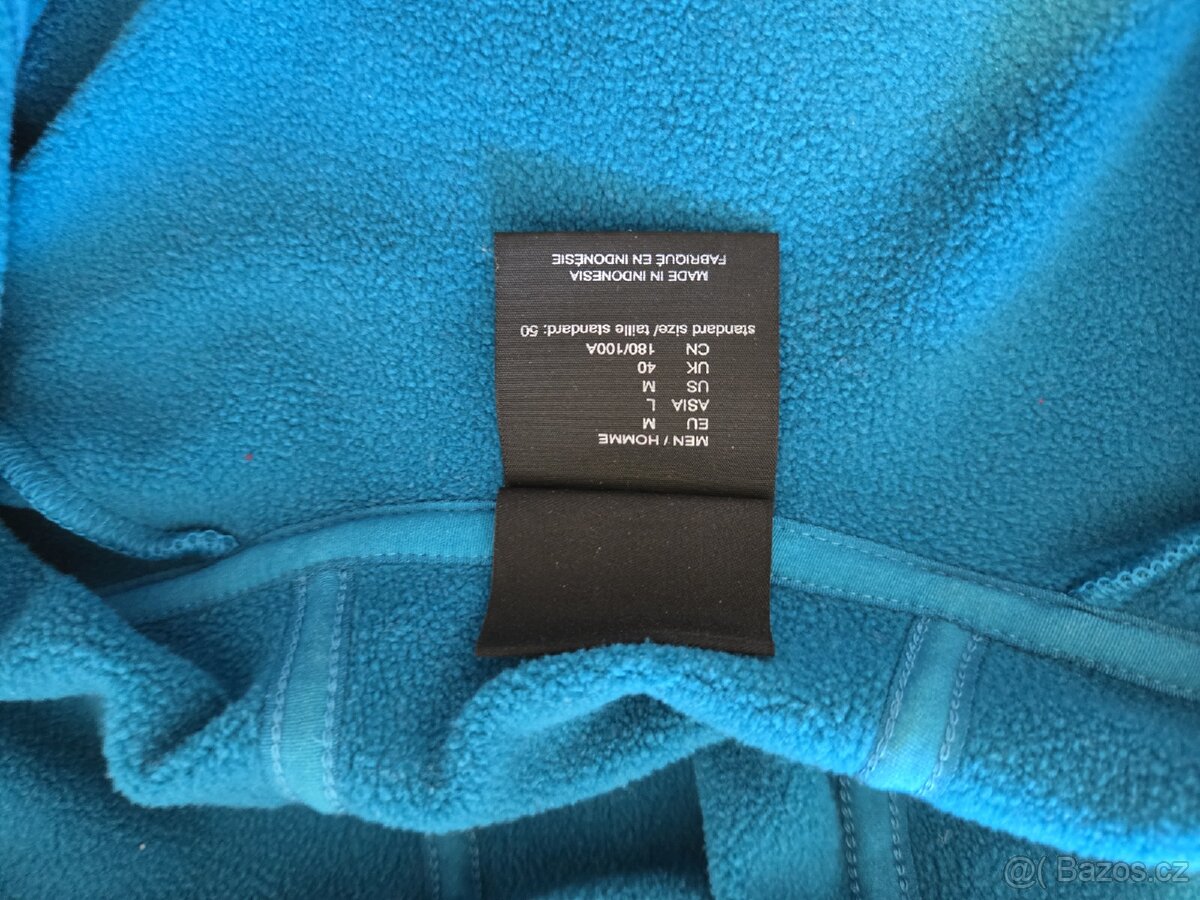 MEN / HOMME
EU M
ASIA L
US M
UK 40
CN 180/100A
standard size/ taille standard: 50
MADE IN INDONESIA
FABRIQUÉ EN INDONÉSIE
@( Bazos.cz